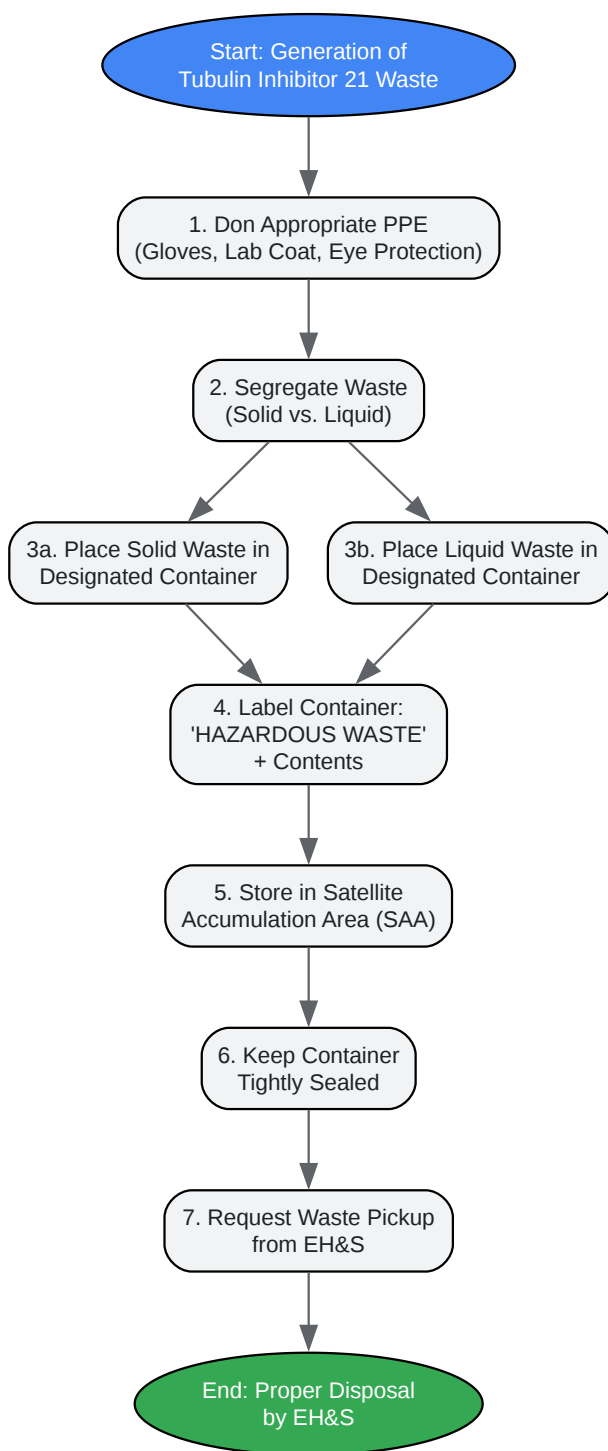 Start: Generation of
Tubulin Inhibitor 21 Waste
1. Don Appropriate PPE
(Gloves, Lab Coat, Eye Protection)
2. Segregate Waste
(Solid vs. Liquid)
3a. Place Solid Waste in
Designated Container
3b. Place Liquid Waste in
Designated Container
4. Label Container:
'HAZARDOUS WASTE'
+ Contents
5. Store in Satellite
Accumulation Area (SAA)
6. Keep Container
Tightly Sealed
7. Request Waste Pickup
from EH&S
End: Proper Disposal
by EH&S